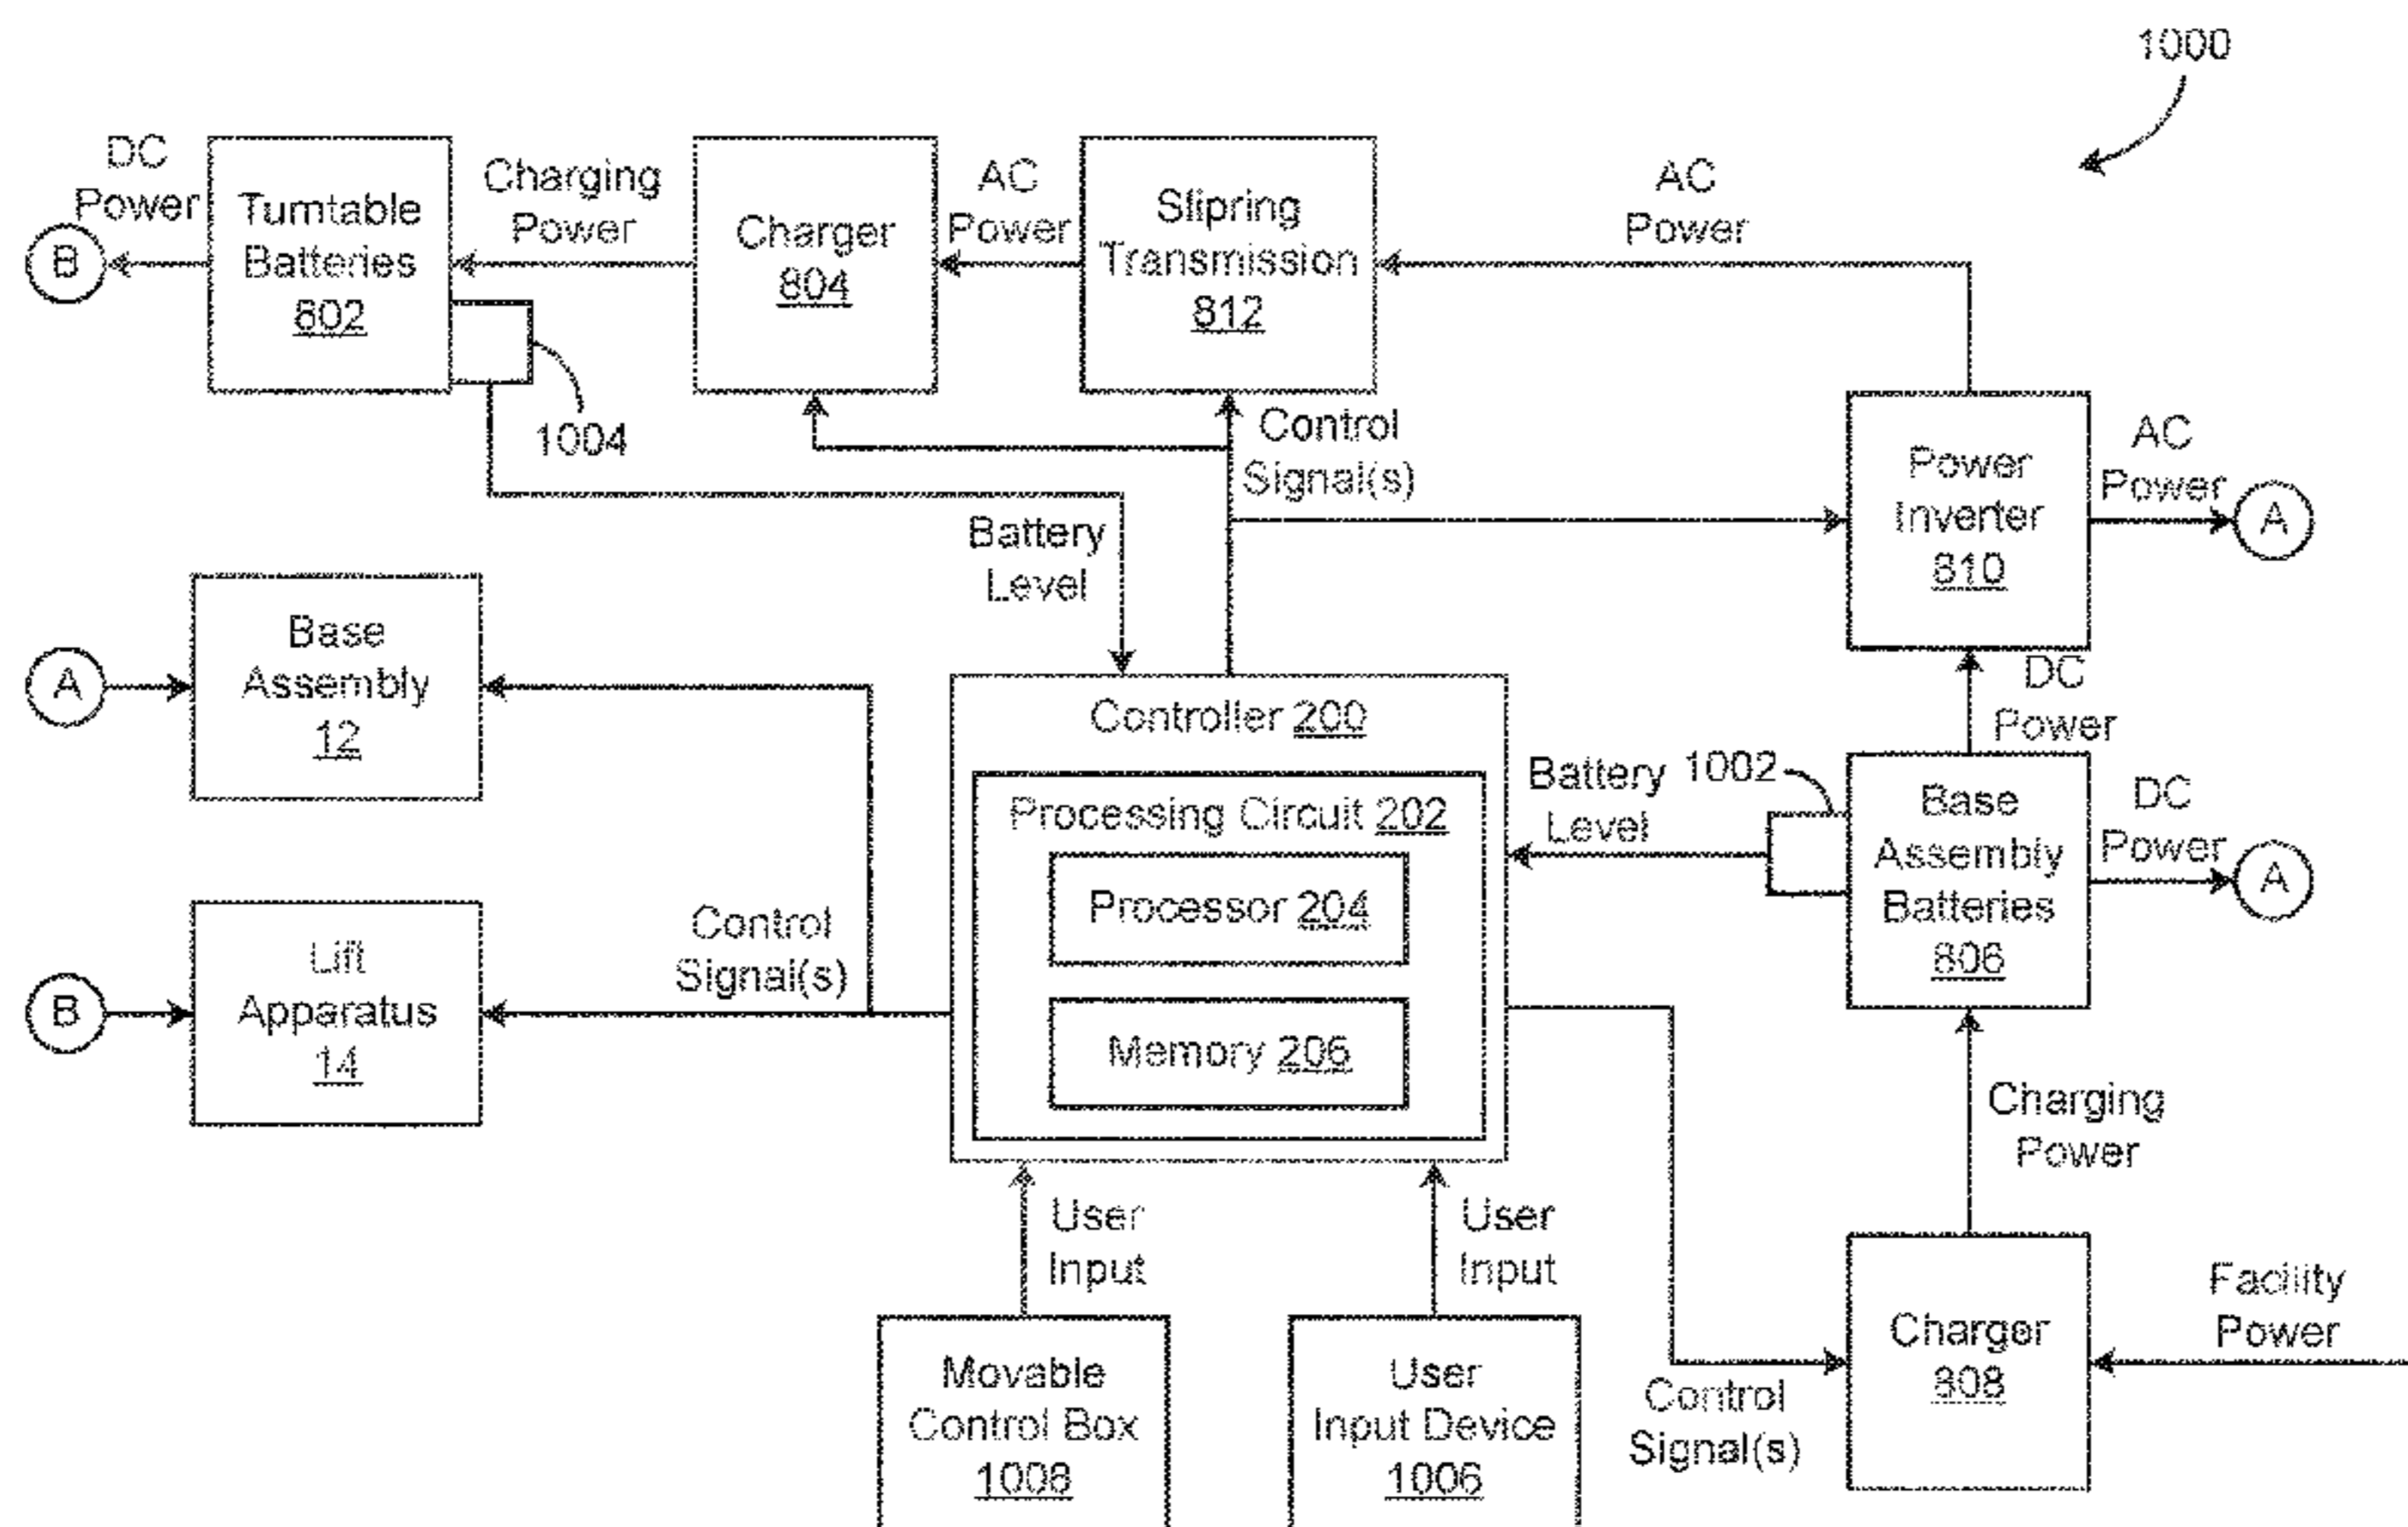 1000
DC
Power
B
Turntable
Batteries
802
Charging
Power
Charger
804
AC
Power
Slipring
Transmission
812
AC
Power
1004
Control
Signal(s)
Battery
Level
Power
Inverter
810
AC
Power
A
A
Base
Assembly
12
DC
Power
Controller 200
Processing Circuit 202
Processor 204
Memory 206
Battery
Level
1002
Base
Assembly
Batteries
806
DC
Power
A
B
Lift
Apparatus
14
Control
Signal(s)
Charging
Power
User
Input
User
Input
Movable
Control Box
1008
User
Input Device
1006
Control
Signal(s)
Charger
808
Facility
Power